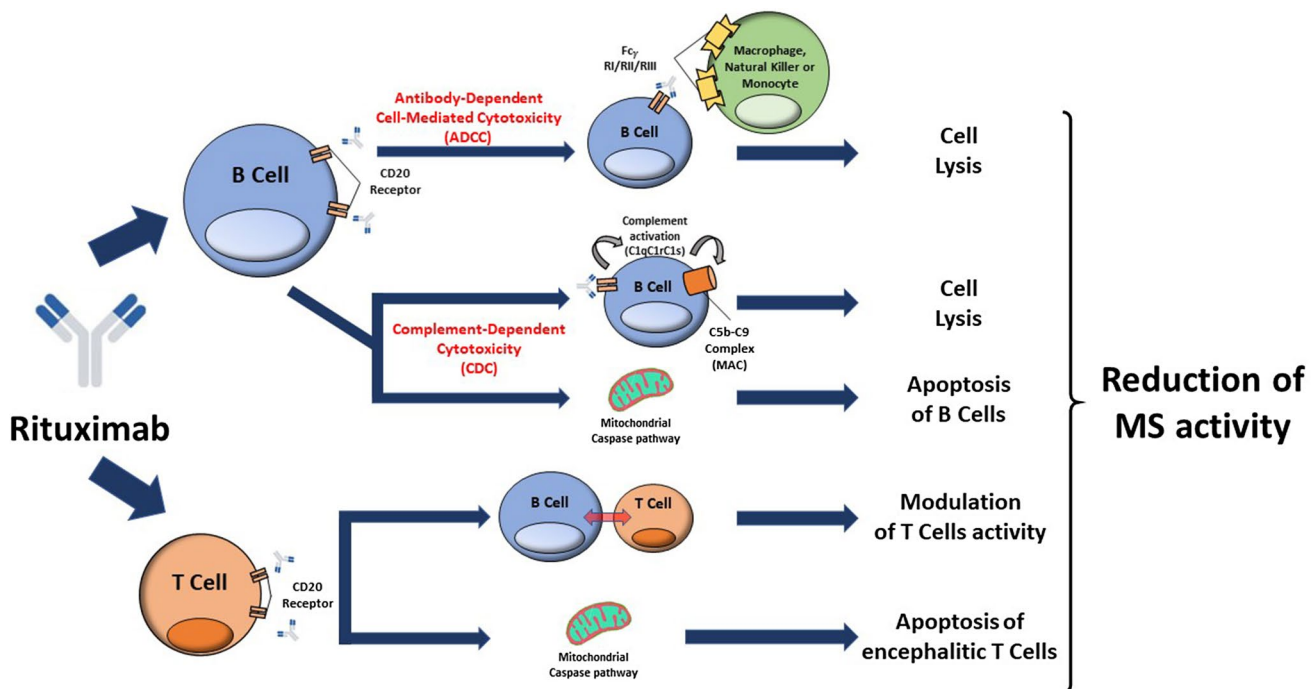 Fcγ
RI/RII/RIII
Macrophage,
Natural Killer or
Monocyte
Antibody-Dependent
Cell-Mediated Cytotoxicity
(ADCC)
B Cell
CD20
Receptor
B Cell
Cell
Lysis
Complement
activation
(C1qC1rC1s)
B Cell
C5b-C9
Complex
(MAC)
Cell
Lysis
Complement-Dependent
Cytotoxicity
(CDC)
Mitochondrial
Caspase pathway
Apoptosis
of B Cells
Rituximab
Reduction of
MS activity
B Cell
T Cell
Modulation
of T Cells activity
T Cell
CD20
Receptor
Mitochondrial
Caspase pathway
Apoptosis of
encephalitic T Cells